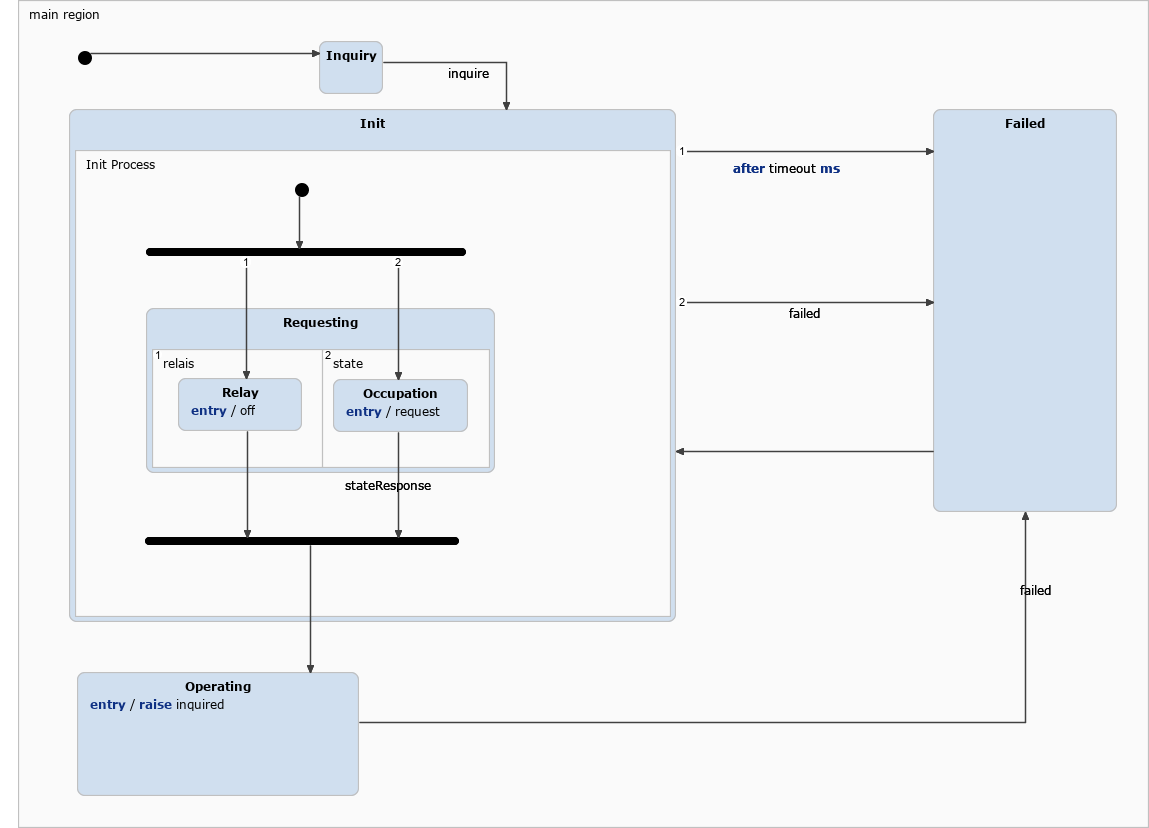 main region
Inquiry
inquire
Init
Failed
1
after timeout ms
Init Process
1
2
2
failed
Requesting
1
relais
2
state
Relay
entry / off
Occupation
entry / request
stateResponse
failed
Operating
entry / raise inquired